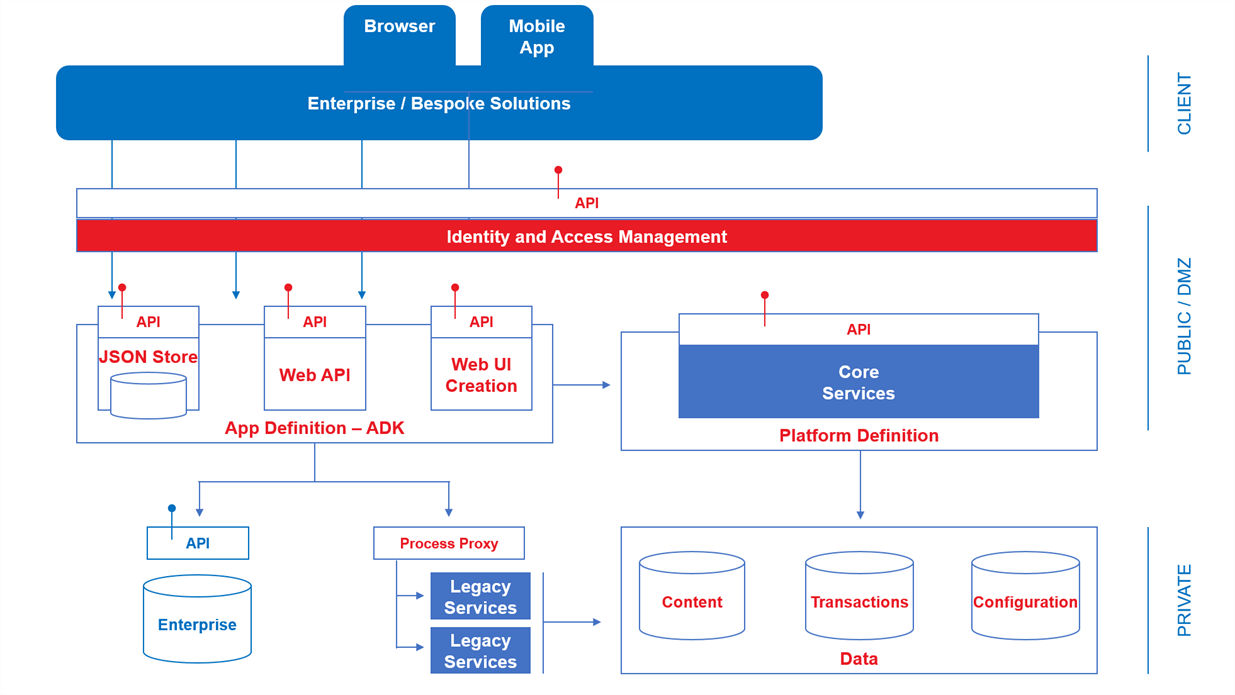 Browser
Mobile
App
Enterprise / Bespoke Solutions
CLIENT
API
Identity and Access Management
PUBLIC / DMZ
API
JSON Store
API
Web API
API
Web UI
Creation
App Definition – ADK
API
Core
Services
Platform Definition
API
Enterprise
Process Proxy
Legacy
Services
Legacy
Services
Content
Transactions
Configuration
Data
PRIVATE